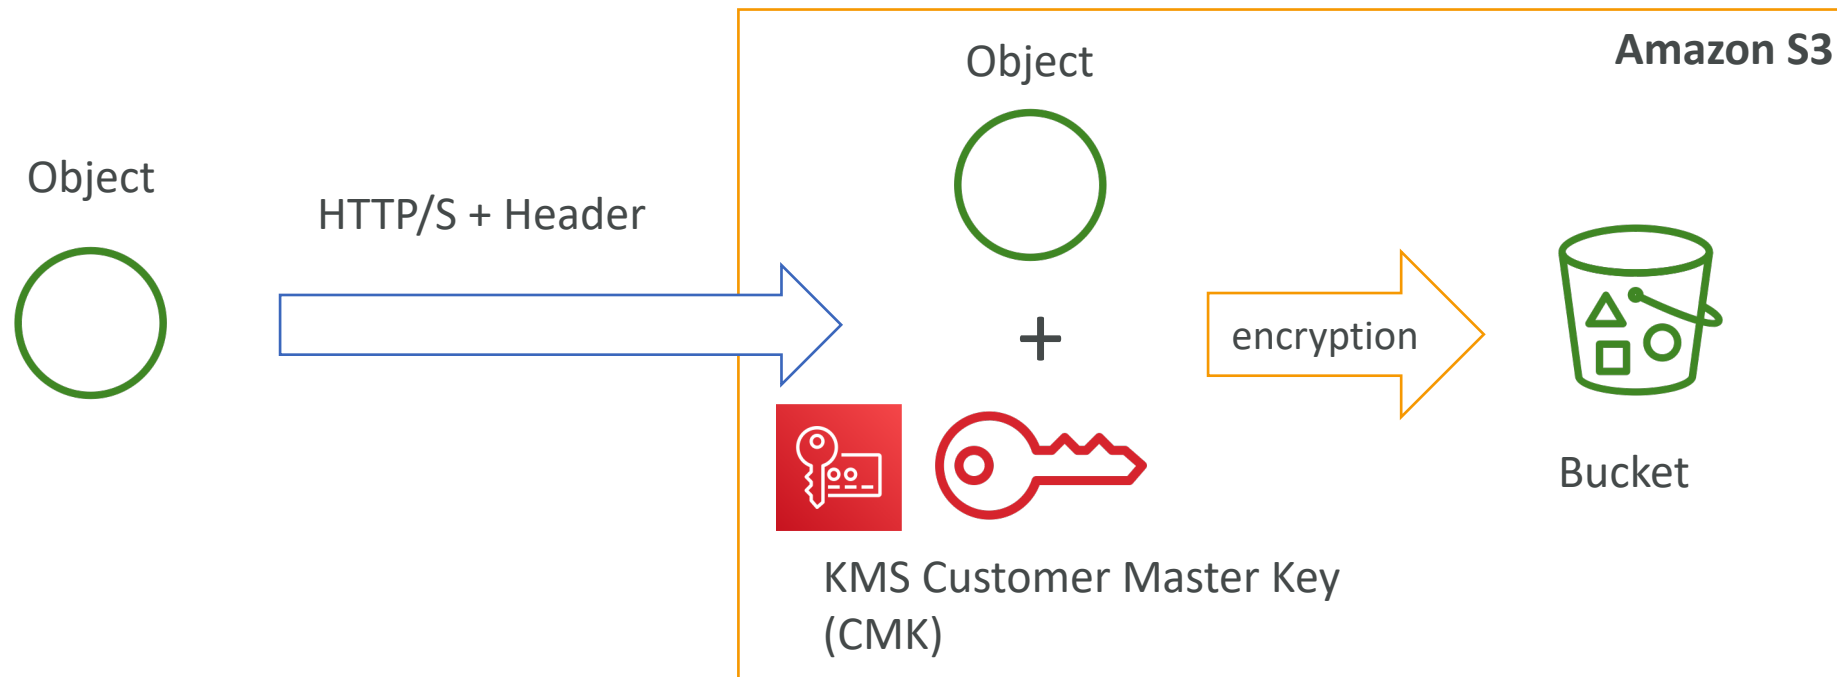 Object
HTTP/S + Header
Amazon S3
Object
+
encryption
Bucket
KMS Customer Master Key
(CMK)